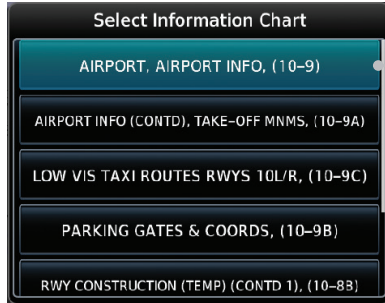 Select Information Chart
AIRPORT, AIRPORT INFO, (10–9)
AIRPORT INFO (CONTD), TAKE–OFF MNMS, (10–9A)
LOW VIS TAXI ROUTES RWYS 10L/R, (10–9C)
PARKING GATES & COORDS, (10–9B)
RWY CONSTRUCTION (TEMP) (CONTD 1), (10–8B)